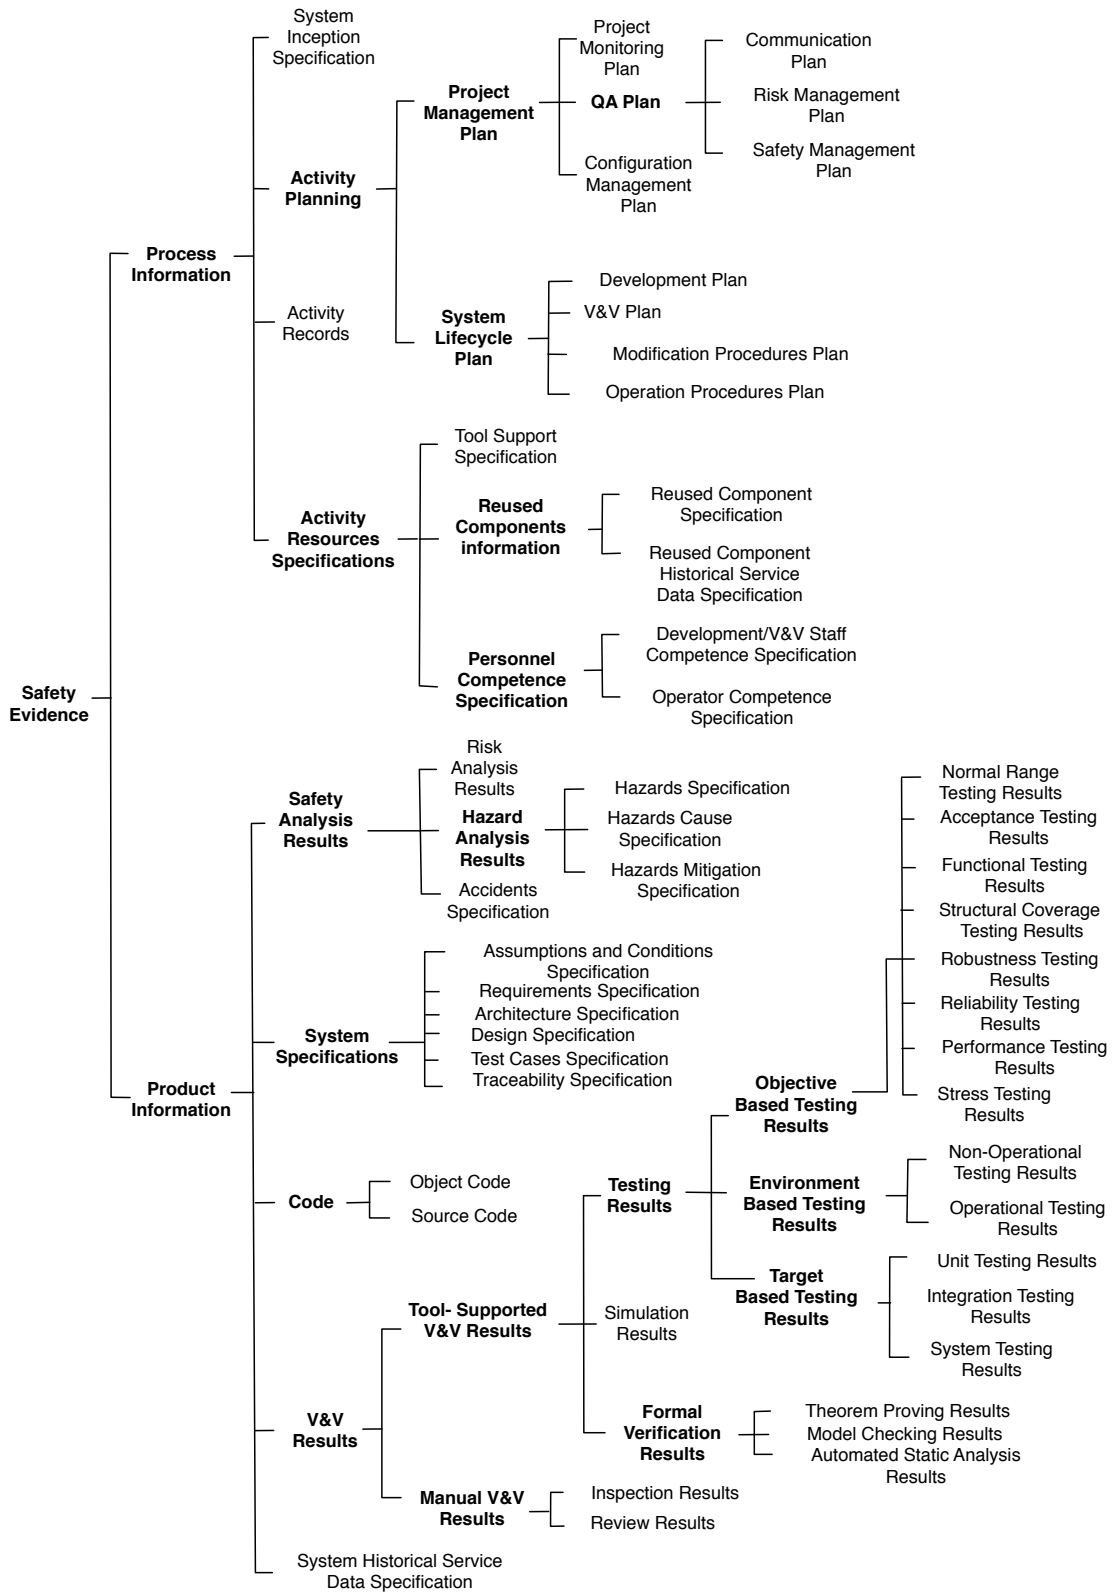 System
Inception
Specification
Project
Monitoring
Plan
Communication
Plan
Project
Management
Plan
QA Plan
Risk Management
Plan
Safety Management
Plan
Configuration
Management
Plan
Activity
Planning
Process
Information
Development Plan
V&V Plan
System
Lifecycle
Plan
Modification Procedures Plan
Operation Procedures Plan
Activity
Records
Tool Support
Specification
Reused
Components
information
Reused Component
Specification
Reused Component
Historical Service
Data Specification
Activity
Resources
Specifications
Development/V&V Staff
Competence Specification
Personnel
Competence
Specification
Operator Competence
Specification
Safety
Evidence
Risk
Analysis
Results
Safety
Analysis
Results
Hazard
Analysis
Results
Hazards Specification
Hazards Cause
Specification
Hazards Mitigation
Specification
Accidents
Specification
Assumptions and Conditions
Specification
Requirements Specification
Architecture Specification
Design Specification
Test Cases Specification
Traceability Specification
System
Specifications
Product
Information
Normal Range
Testing Results
Acceptance Testing
Results
Functional Testing
Results
Structural Coverage
Testing Results
Robustness Testing
Results
Reliability Testing
Results
Performance Testing
Results
Stress Testing
Results
Objective
Based Testing
Results
Non-Operational
Testing Results
Environment
Based Testing
Results
Operational Testing
Results
Testing
Results
Code
Object Code
Source Code
Unit Testing Results
Target
Based Testing
Results
Integration Testing
Results
System Testing
Results
Tool- Supported
V&V Results
Simulation
Results
Formal
Verification
Results
Theorem Proving Results
Model Checking Results
Automated Static Analysis
Results
V&V
Results
Manual V&V
Results
Inspection Results
Review Results
System Historical Service
Data Specification